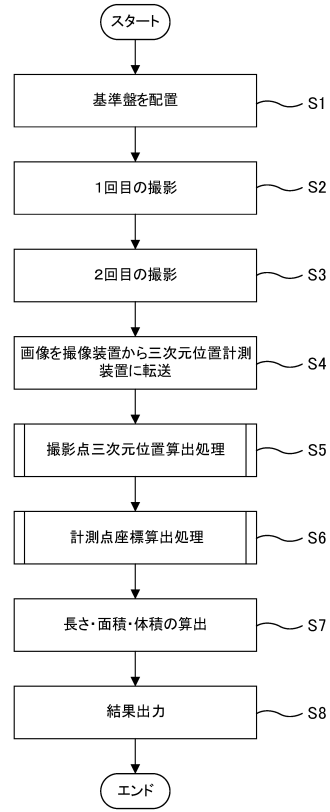 スタート
基準盤を配置
S1
１回目の撮影
S2
２回目の撮影
S3
画像を撮像装置から三次元位置計測
装置に転送
S4
撮影点三次元位置算出処理
S5
計測点座標算出処理
S6
長さ・面積・体積の算出
S7
結果出力
S8
エンド